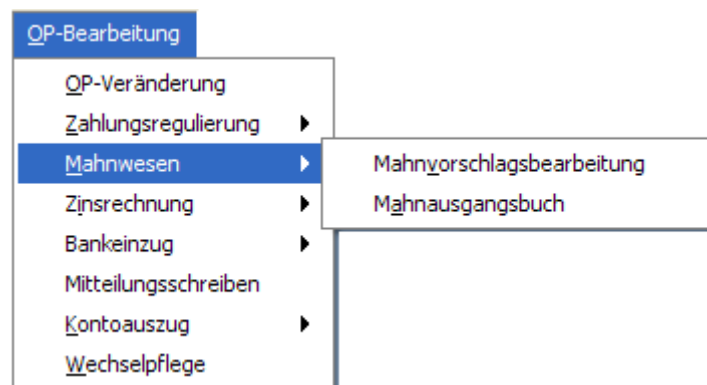 OP-Bearbeitung
OP-Veränderung
Zahlungsregulierung
Mahnwesen
Mahnvorschlagsbearbeitung
Zinsrechnung
Mahnausgangsbuch
Bankeinzug
Mitteilungsschreiben
Kontoauszug
Wechselpflege